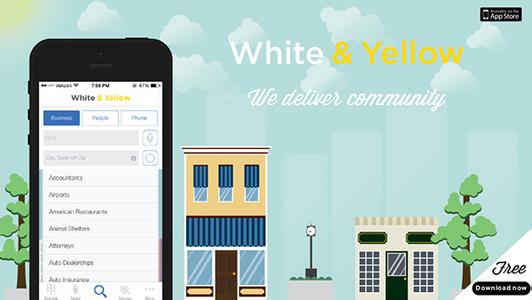 Available on the
App Store
White & Yellow
We deliver community
Verizon
7:58 PM
67%
White & Yellow
Business
People
Phone
Find
City, State OR Zip
Accountants
Airports
American Restaurants
Animal Shelters
Attorneys
Auto Dealerships
Auto Insurance
Free
Download now